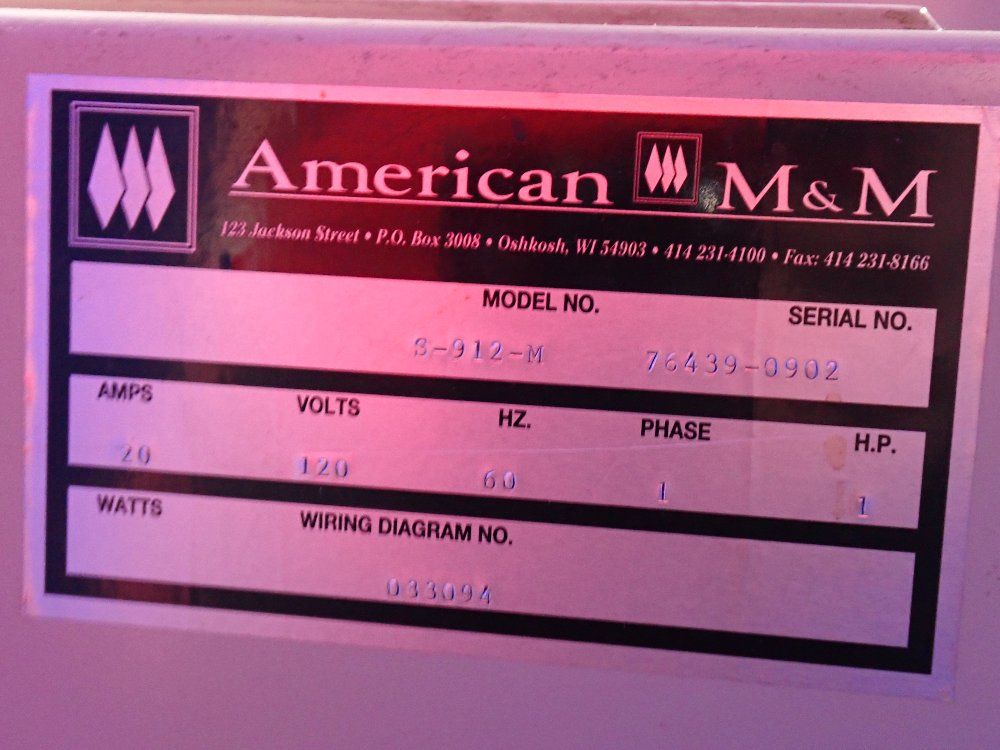 American M&M
123 Jackson Street • P.O. Box 3008 • Oshkosh, WI 54903 • 414 231-4100 • Fax: 414 231-8166
MODEL NO. SERIAL NO.
S-912-M 76439-0902
AMPS VOLTS HZ. PHASE H.P.
20 120 60 1 1
WATTS WIRING DIAGRAM NO.
033094